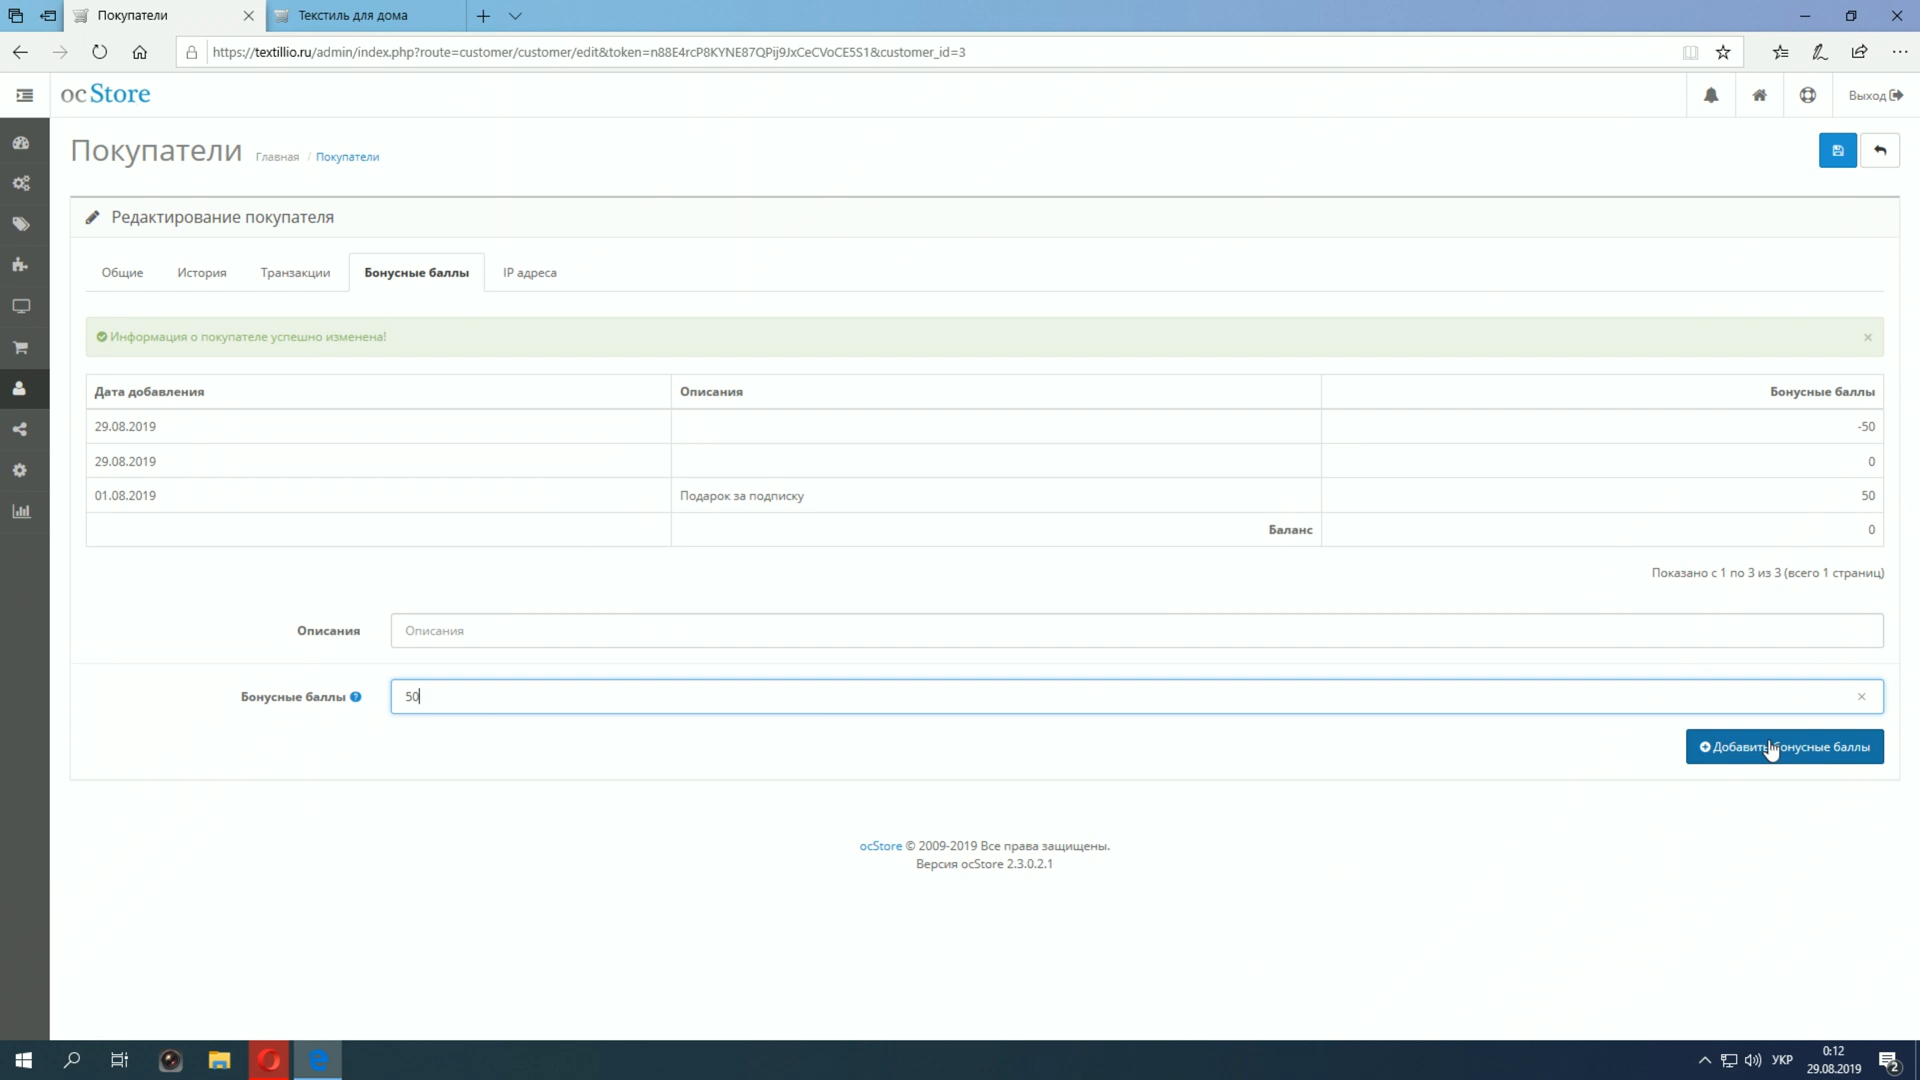 Покупатели
Текстиль для дома
https://textillio.ru/admin/index.php?route=customer/customer/edit&token=n88E4rcP8KYNE87QPij9JxCeCVoCE5S1&customer_id=3
ocStore
Выход
Покупатели
Главная / Покупатели
Редактирование покупателя
Общие
История
Транзакции
Бонусные баллы
IP адреса
Информация о покупателе успешно изменена!
Дата добавления Описания Бонусные баллы
29.08.2019 -50
29.08.2019 0
01.08.2019 Подарок за подписку 50
Баланс 0
Показано с 1 по 3 из 3 (всего 1 страниц)
Описания Описания
Бонусные баллы 50
Добавить бонусные баллы
ocStore © 2009-2019 Все права защищены.
Версия ocStore 2.3.0.2.1
УКР
0:12
29.08.2019
2